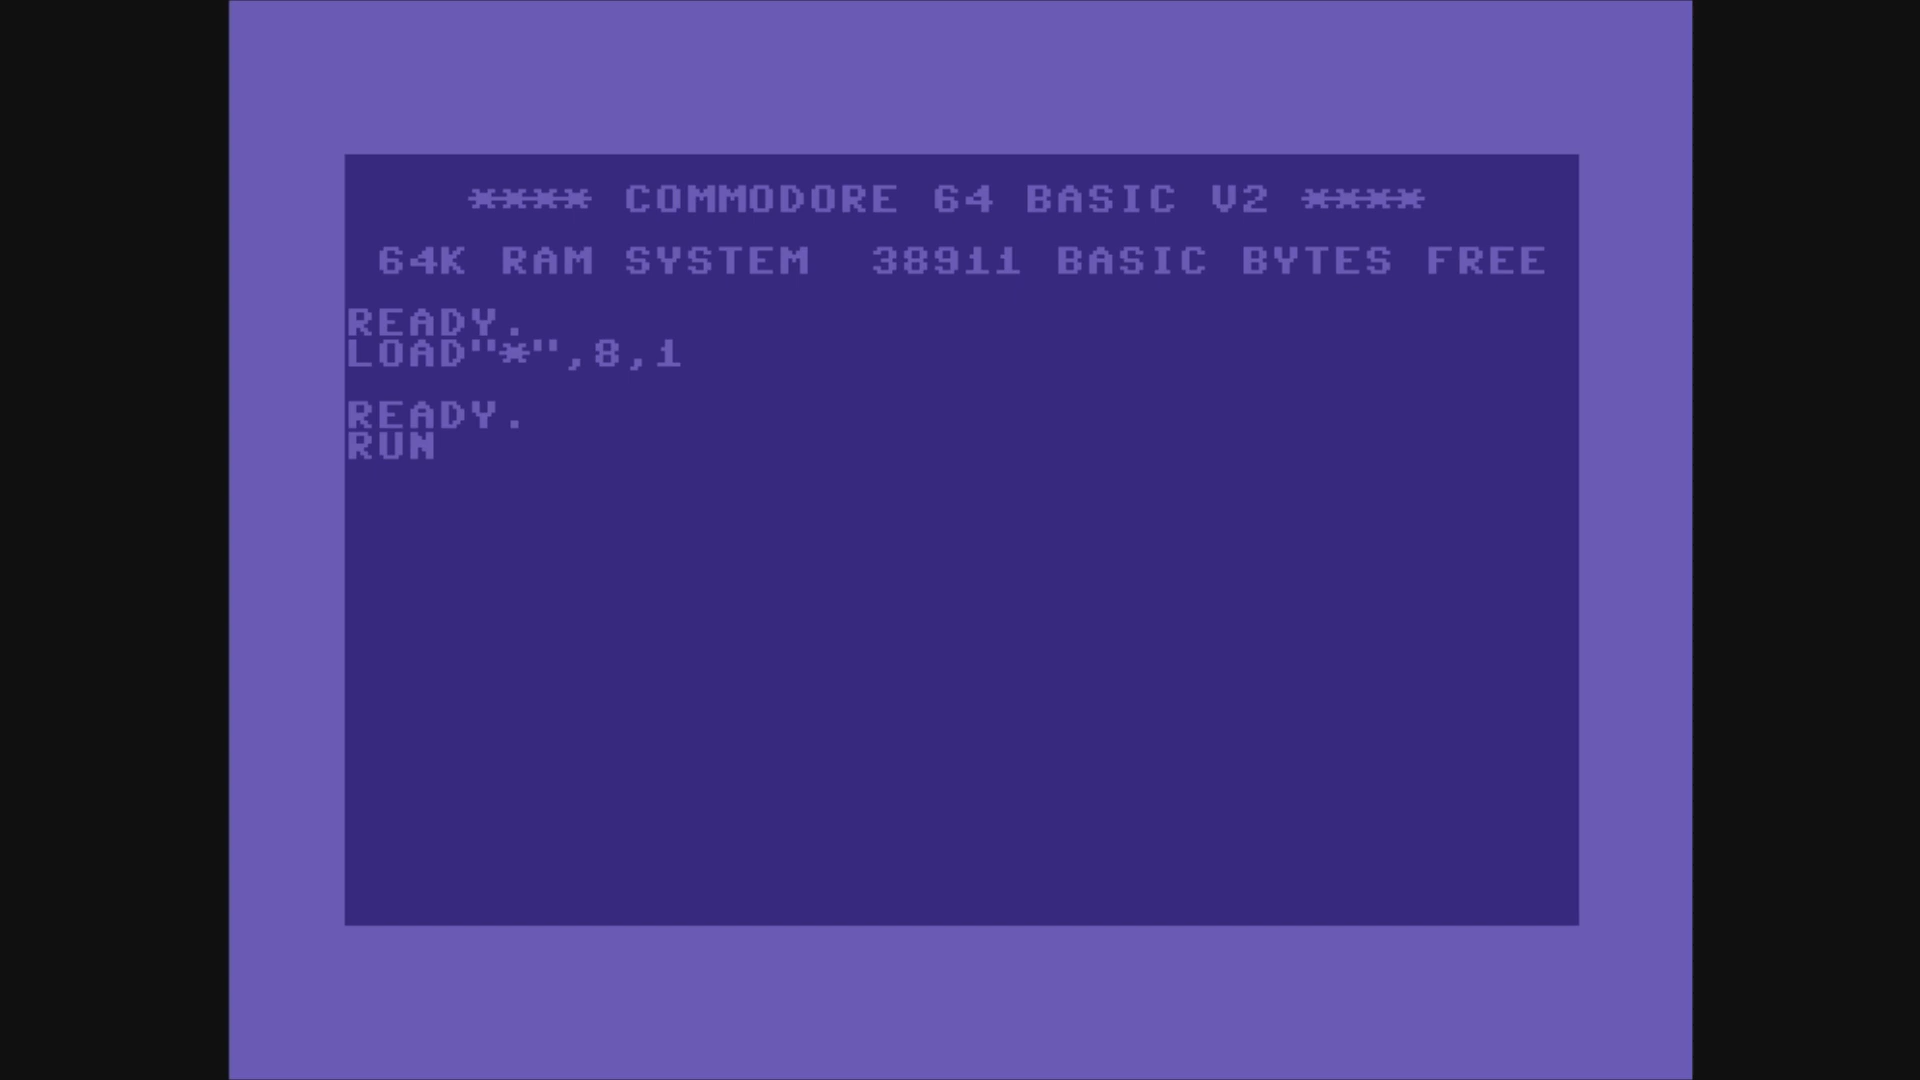 **** COMMODORE 64 BASIC V2 ****
64K RAM SYSTEM  38911 BASIC BYTES FREE
READY.
LOAD"*",8,1
READY.
RUN